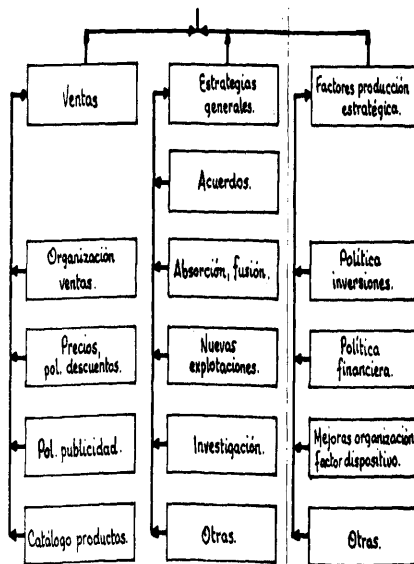 Ventas
Estrategias
generales.
Factores producción
estratégica.
Acuerdos.
Organización
ventas.
Absorción, fusión.
Política
inversiones.
Precios,
pol. descuentos.
Nuevas
explotaciones.
Política
financiera.
Pol. publicidad.
Investigación.
Mejoras organización
factor dispositivo.
Catálogo productos.
Otras.
Otras.